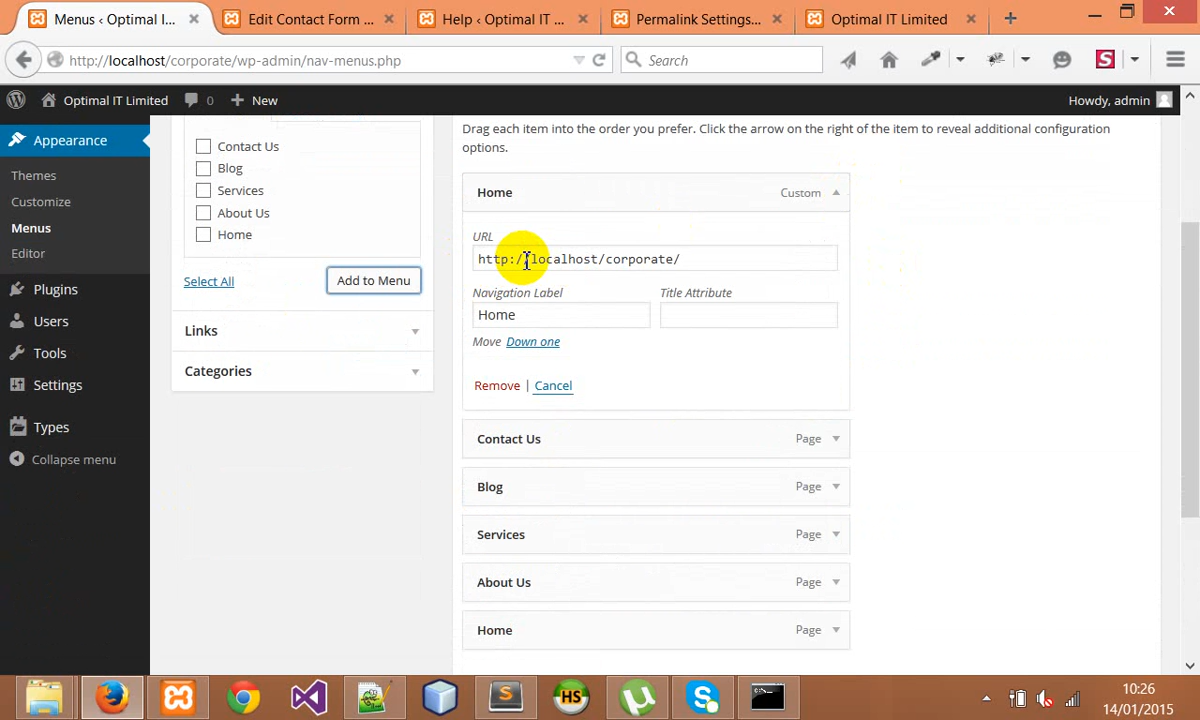 Menus ‹ Optimal I...
Edit Contact Form ...
Help ‹ Optimal IT ...
Permalink Settings...
Optimal IT Limited
http://localhost/corporate/wp-admin/nav-menus.php
Search
Optimal IT Limited
0
New
Howdy, admin
Appearance
Themes
Customize
Menus
Editor
Plugins
Users
Tools
Settings
Types
Collapse menu
Contact Us
Blog
Services
About Us
Home
Select All
Add to Menu
Links
Categories
Drag each item into the order you prefer. Click the arrow on the right of the item to reveal additional configuration
options.
Home
Custom
URL
http://localhost/corporate/
Navigation Label
Title Attribute
Home
Move Down one
Remove | Cancel
Contact Us
Page
Blog
Page
Services
Page
About Us
Page
Home
Page
10:26
14/01/2015